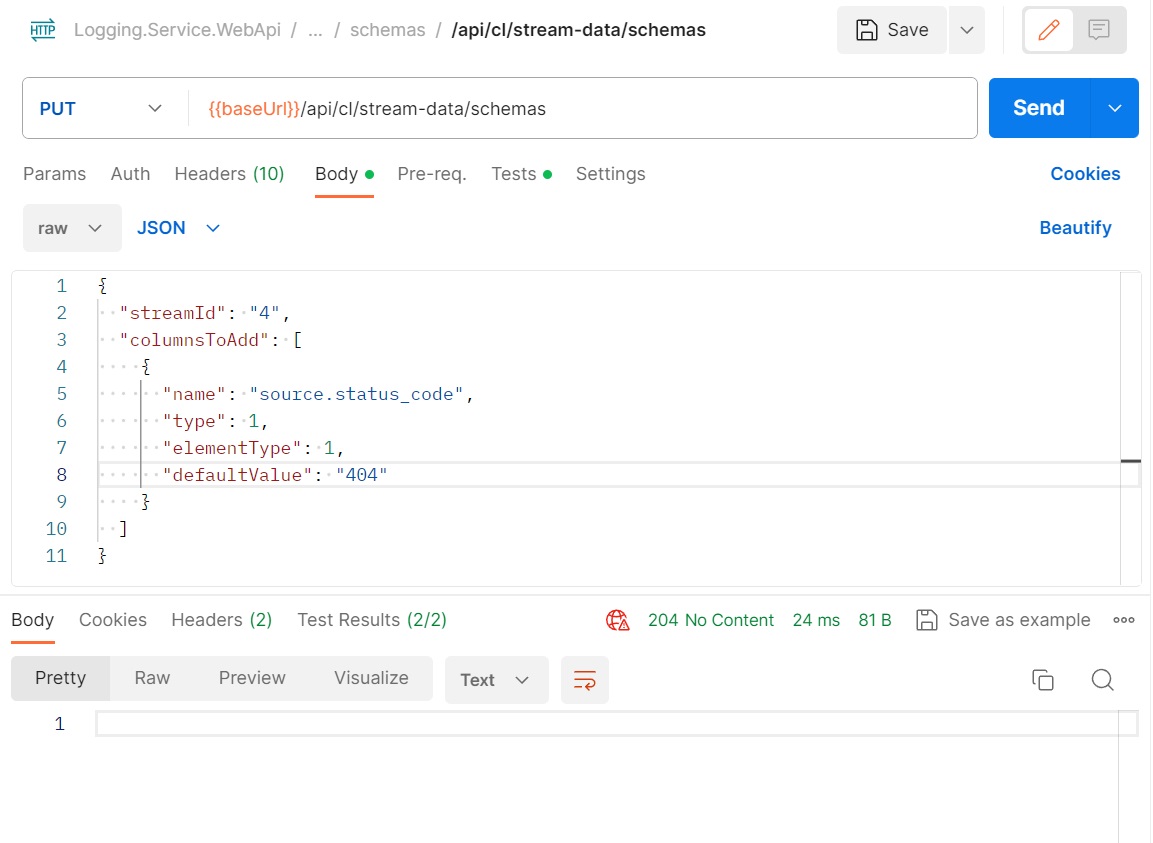 HTTP Logging.Service.WebApi / ... / schemas / /api/cl/stream-data/schemas Save
PUT {{baseUrl}}/api/cl/stream-data/schemas Send
Params Auth Headers (10) Body Pre-req. Tests Settings Cookies
raw JSON Beautify
1 {
2 "streamId": "4",
3 "columnsToAdd": [
4 {
5 "name": "source.status_code",
6 "type": 1,
7 "elementType": 1,
8 "defaultValue": "404"
9 }
10 ]
11 }
Body Cookies Headers (2) Test Results (2/2) 204 No Content 24 ms 81 B Save as example
Pretty Raw Preview Visualize Text
1